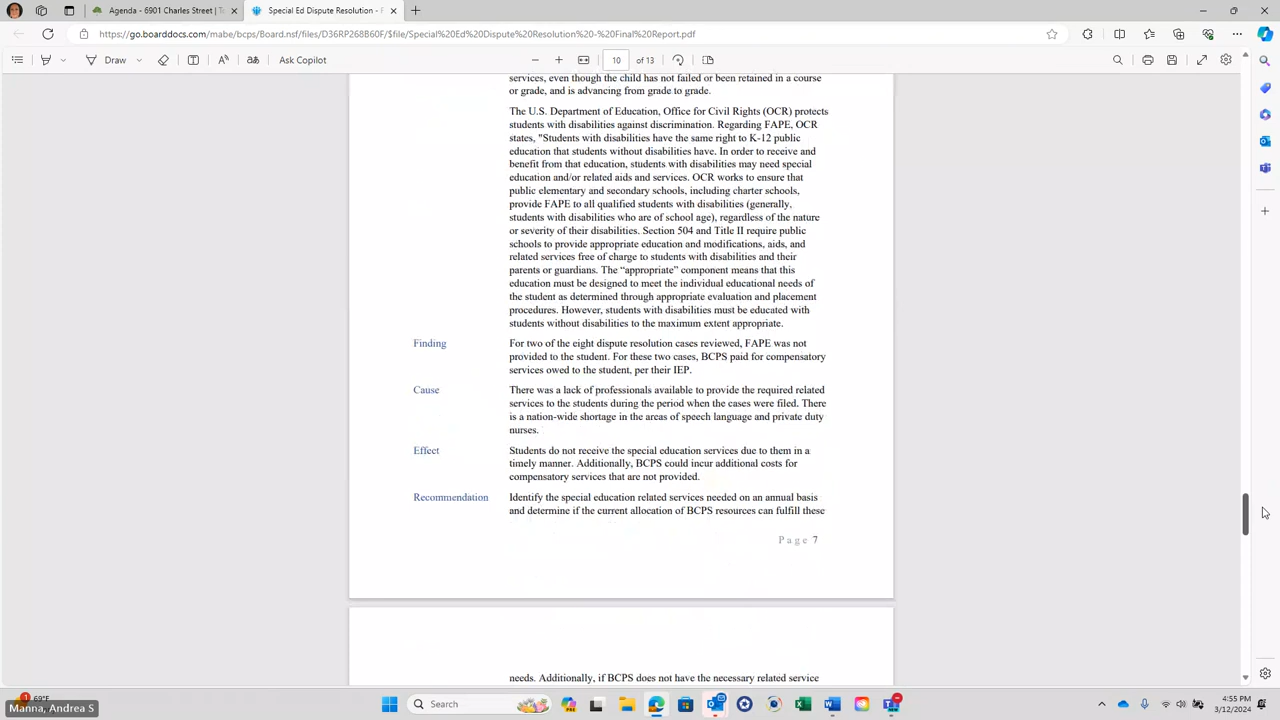 Agenda - 6901 Charles Street | To
Special Ed Dispute Resolution - F
https://go.boarddocs.com/mabe/bcps/Board.nsf/files/D36RP268B60F/$file/Special%20Ed%20Dispute%20Resolution%20-%20Final%20Report.pdf
Draw
Ask Copilot
10 of 13
services, even though the child has not failed or been retained in a course
or grade, and is advancing from grade to grade.
The U.S. Department of Education, Office for Civil Rights (OCR) protects
students with disabilities against discrimination. Regarding FAPE, OCR
states, "Students with disabilities have the same right to K-12 public
education that students without disabilities have. In order to receive and
benefit from that education, students with disabilities may need special
education and/or related aids and services. OCR works to ensure that
public elementary and secondary schools, including charter schools,
provide FAPE to all qualified students with disabilities (generally,
students with disabilities who are of school age), regardless of the nature
or severity of their disabilities. Section 504 and Title II require public
schools to provide appropriate education and modifications, aids, and
related services free of charge to students with disabilities and their
parents or guardians. The “appropriate” component means that this
education must be designed to meet the individual educational needs of
the student as determined through appropriate evaluation and placement
procedures. However, students with disabilities must be educated with
students without disabilities to the maximum extent appropriate.
Finding
For two of the eight dispute resolution cases reviewed, FAPE was not
provided to the student. For these two cases, BCPS paid for compensatory
services owed to the student, per their IEP.
Cause
There was a lack of professionals available to provide the required related
services to the students during the period when the cases were filed. There
is a nation-wide shortage in the areas of speech language and private duty
nurses.
Effect
Students do not receive the special education services due to them in a
timely manner. Additionally, BCPS could incur additional costs for
compensatory services that are not provided.
Recommendation
Identify the special education related services needed on an annual basis
and determine if the current allocation of BCPS resources can fulfill these
Page 7
needs. Additionally, if BCPS does not have the necessary related service
69°F
Manna, Andrea S
Search
4:55 PM
3/12/2024